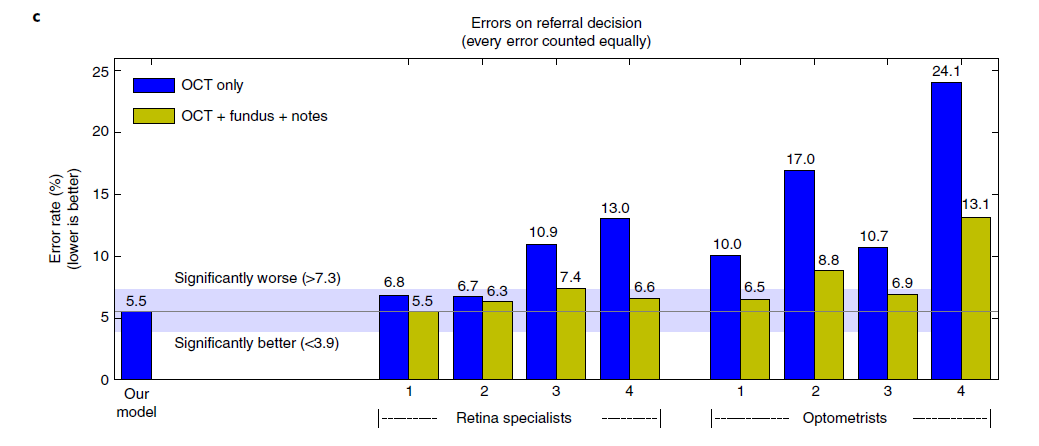 c
Errors on referral decision
(every error counted equally)
Error rate (%)
(lower is better)
25
20
15
10
5
0
OCT only
OCT + fundus + notes
Significantly worse (>7.3)
Significantly better (<3.9)
5.5
6.8
5.5
6.7
6.3
10.9
7.4
13.0
6.6
10.0
6.5
17.0
8.8
10.7
6.9
24.1
13.1
Our
model
1 2 3 4 1 2 3 4
Retina specialists
Optometrists